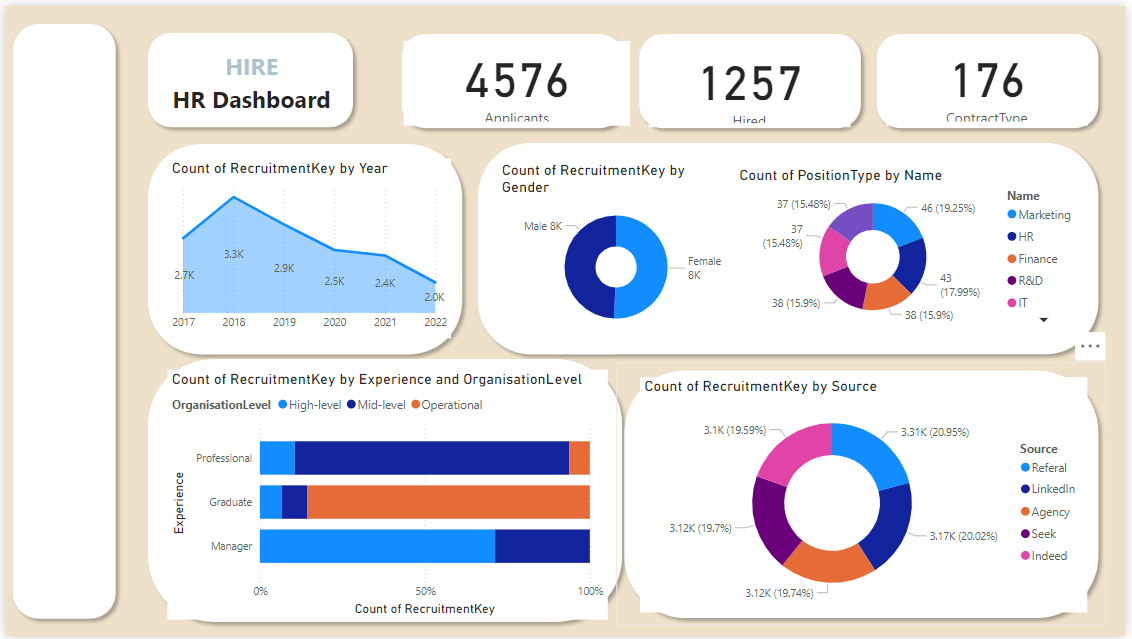 HIRE
HR Dashboard
4576
Applicants
1257
Hired
176
ContractType
Count of RecruitmentKey by Year
2.7K
3.3K
2.9K
2.5K
2.4K
2.0K
2017
2018
2019
2020
2021
2022
Count of RecruitmentKey by
Gender
Male 8K
Female
8K
Count of PositionType by Name
37 (15.48%)
46 (19.25%)
37
(15.48%)
43
(17.99%)
38 (15.9%)
38 (15.9%)
Name
Marketing
HR
Finance
R&D
IT
Count of RecruitmentKey by Experience and OrganisationLevel
OrganisationLevel High-level Mid-level Operational
Experience
Professional
Graduate
Manager
0%
50%
100%
Count of RecruitmentKey
Count of RecruitmentKey by Source
3.1K (19.59%)
3.31K (20.95%)
3.12K (19.7%)
3.17K (20.02%)
3.12K (19.74%)
Source
Referal
LinkedIn
Agency
Seek
Indeed